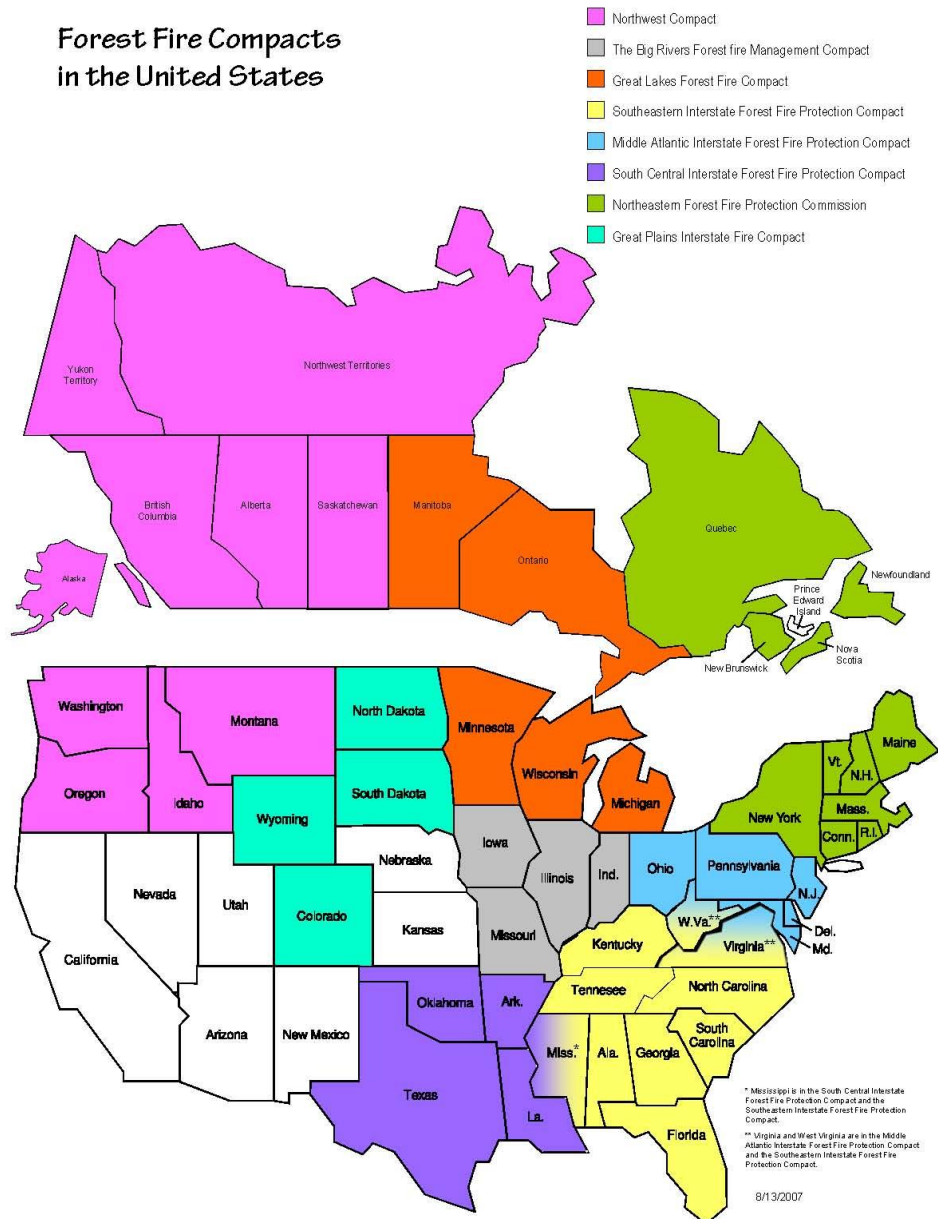 Forest Fire Compacts
in the United States
Northwest Compact
The Big Rivers Forest fire Management Compact
Great Lakes Forest Fire Compact
Southeastern Interstate Forest Fire Protection Compact
Middle Atlantic Interstate Forest Fire Protection Compact
South Central Interstate Forest Fire Protection Compact
Northeastern Forest Fire Protection Commission
Great Plains Interstate Fire Compact
Yukon
Territory
Northwest Territories
British
Columbia
Alberta
Saskatchewan
Manitoba
Ontario
Quebec
Alaska
Newfoundland
Prince
Edward
Island
New Brunswick
Nova
Scotia
Washington
Montana
North Dakota
Minnesota
Wisconsin
Michigan
Oregon
Idaho
Wyoming
South Dakota
Vt.
N.H.
Maine
New York
Mass.
Conn.
R.I.
Nevada
Utah
Colorado
Nebraska
Kansas
Iowa
Illinois
Ind.
Ohio
Pennsylvania
N.J.
Del.
Md.
California
Missouri
Kentucky
W.Va.**
Virginia**
Arizona
New Mexico
Oklahoma
Ark.
Tennesee
North Carolina
South
Carolina
Texas
La.
Miss.*
Ala.
Georgia
Florida
* Mississippi is in the South Central Interstate
Forest Fire Protection Compact and the
Southeastern Interstate Forest Fire Protection
Compact.
** Virginia and West Virginia are in the Middle
Atlantic Interstate Forest Fire Protection Compact
and the Southeastern Interstate Forest Fire
Protection Compact.
8/13/2007